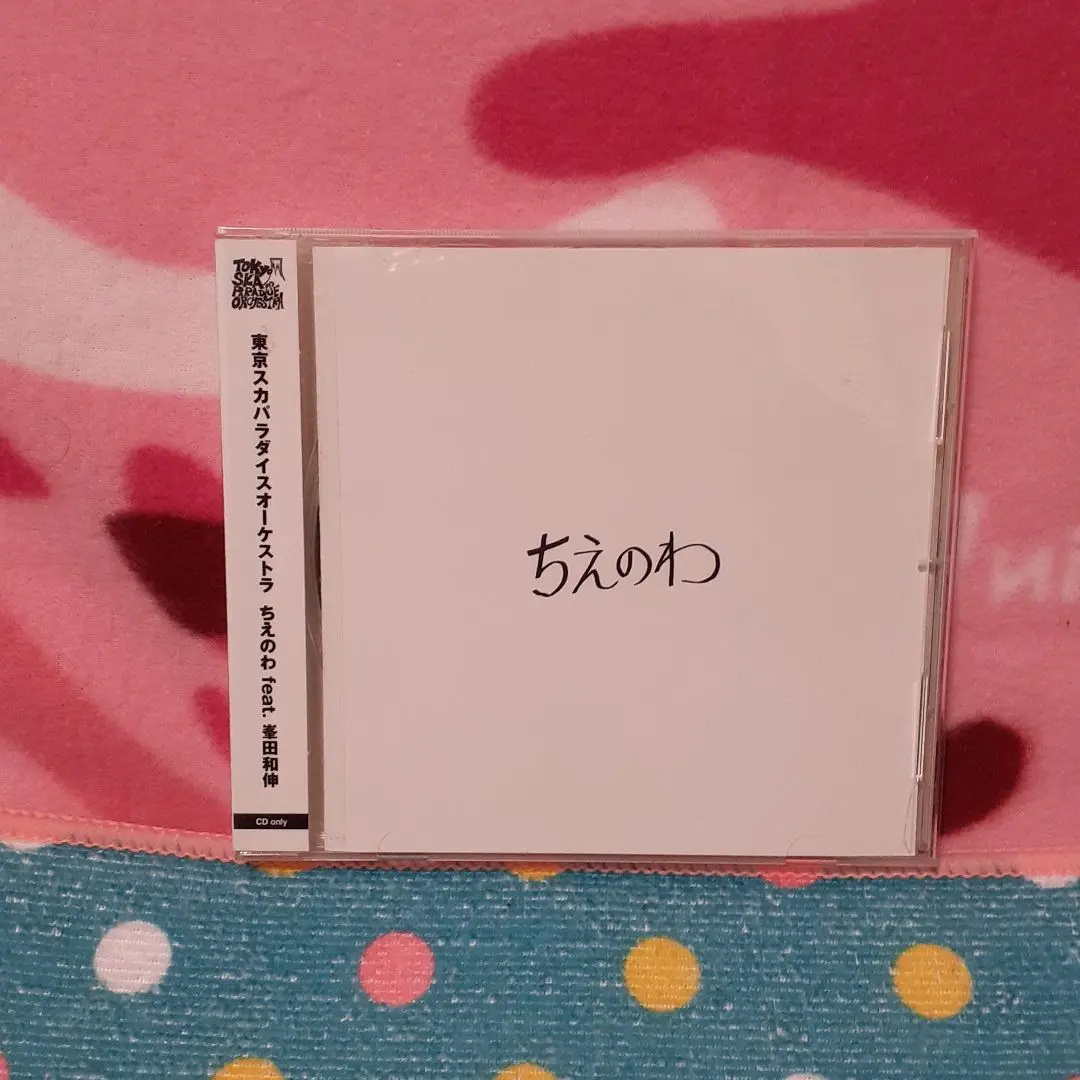 TOKYO
SKA
PARADISE
ORCHESTRA
東京スカパラダイスオーケストラ ちえのわ feat. 峯田和伸
CD only
ちえのわ